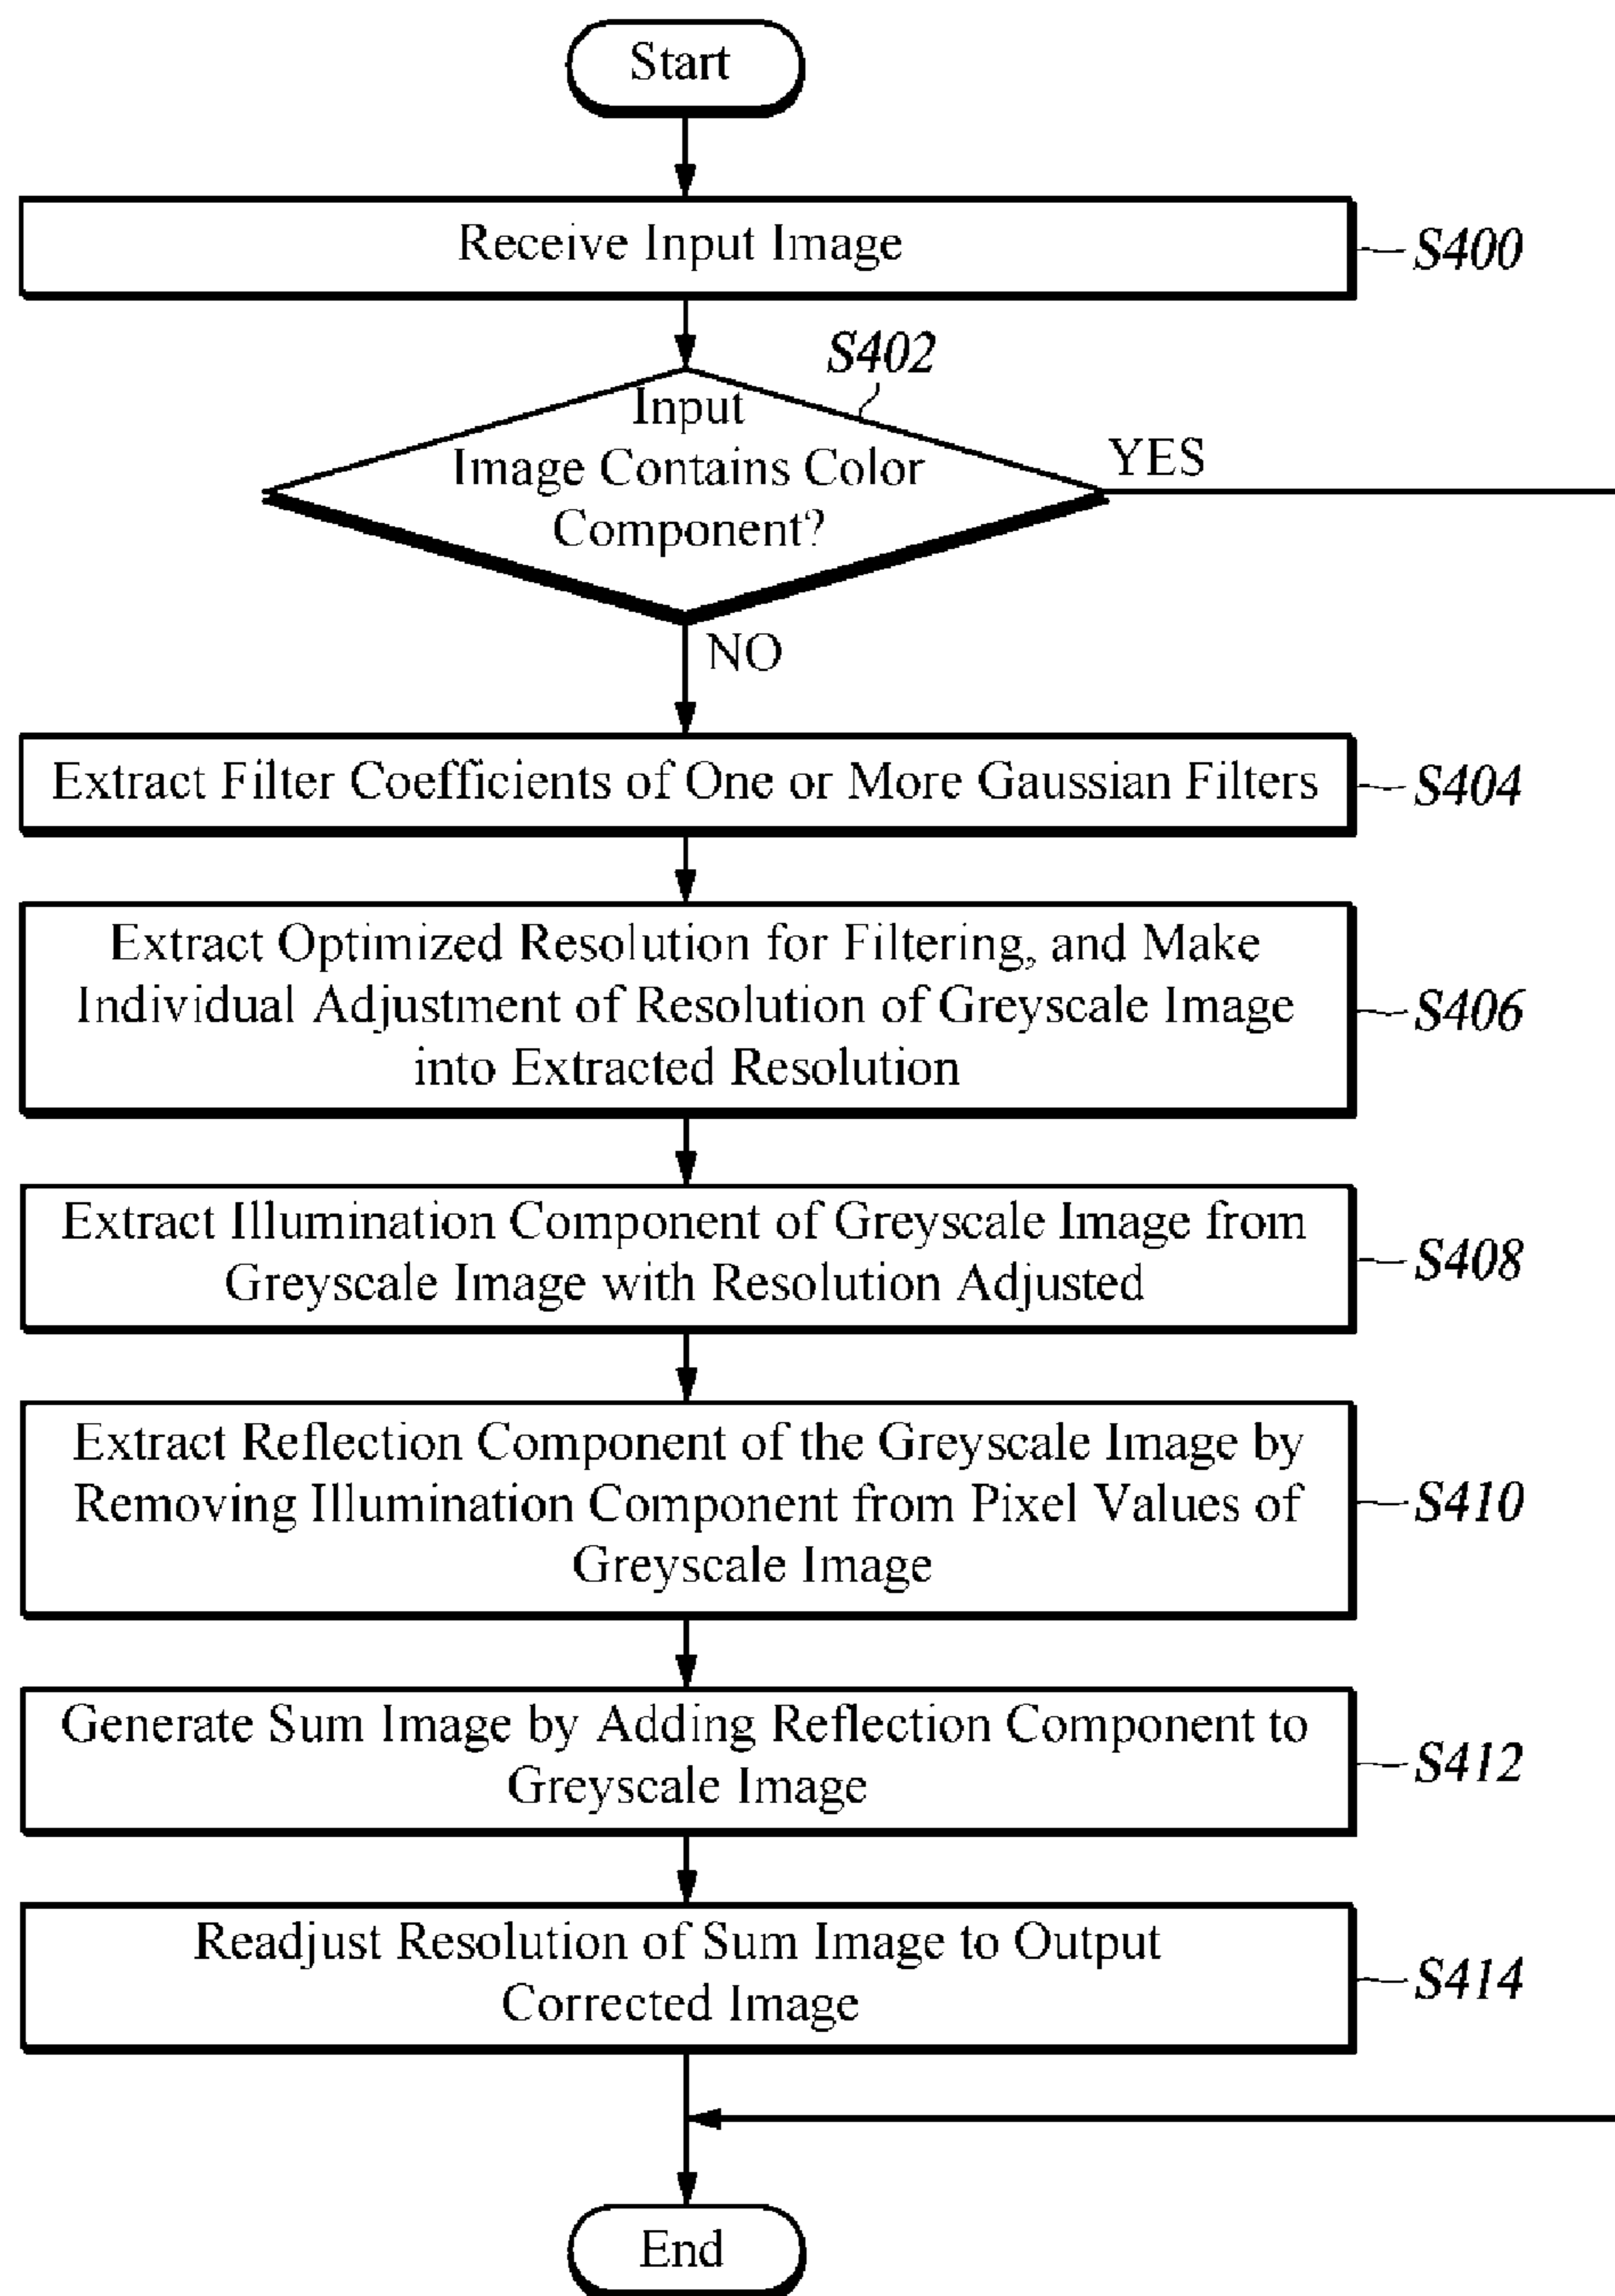 Start
Receive Input Image
S400
S402
Input
Image Contains Color
Component?
YES
NO
Extract Filter Coefficients of One or More Gaussian Filters
S404
Extract Optimized Resolution for Filtering, and Make
Individual Adjustment of Resolution of Greyscale Image
into Extracted Resolution
S406
Extract Illumination Component of Greyscale Image from
Greyscale Image with Resolution Adjusted
S408
Extract Reflection Component of the Greyscale Image by
Removing Illumination Component from Pixel Values of
Greyscale Image
S410
Generate Sum Image by Adding Reflection Component to
Greyscale Image
S412
Readjust Resolution of Sum Image to Output
Corrected Image
S414
End